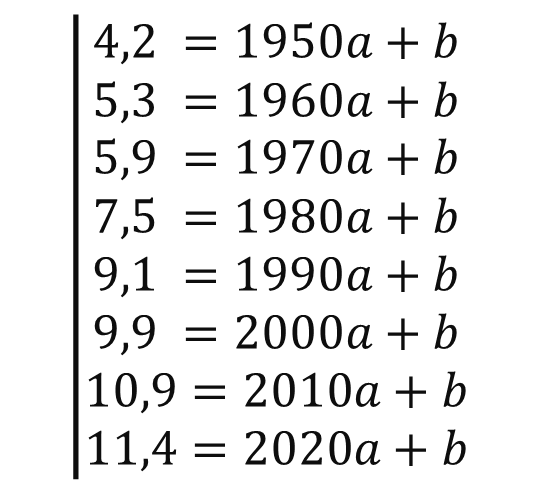 4,2 = 1950a + b
5,3 = 1960a + b
5,9 = 1970a + b
7,5 = 1980a + b
9,1 = 1990a + b
9,9 = 2000a + b
10,9 = 2010a + b
11,4 = 2020a + b